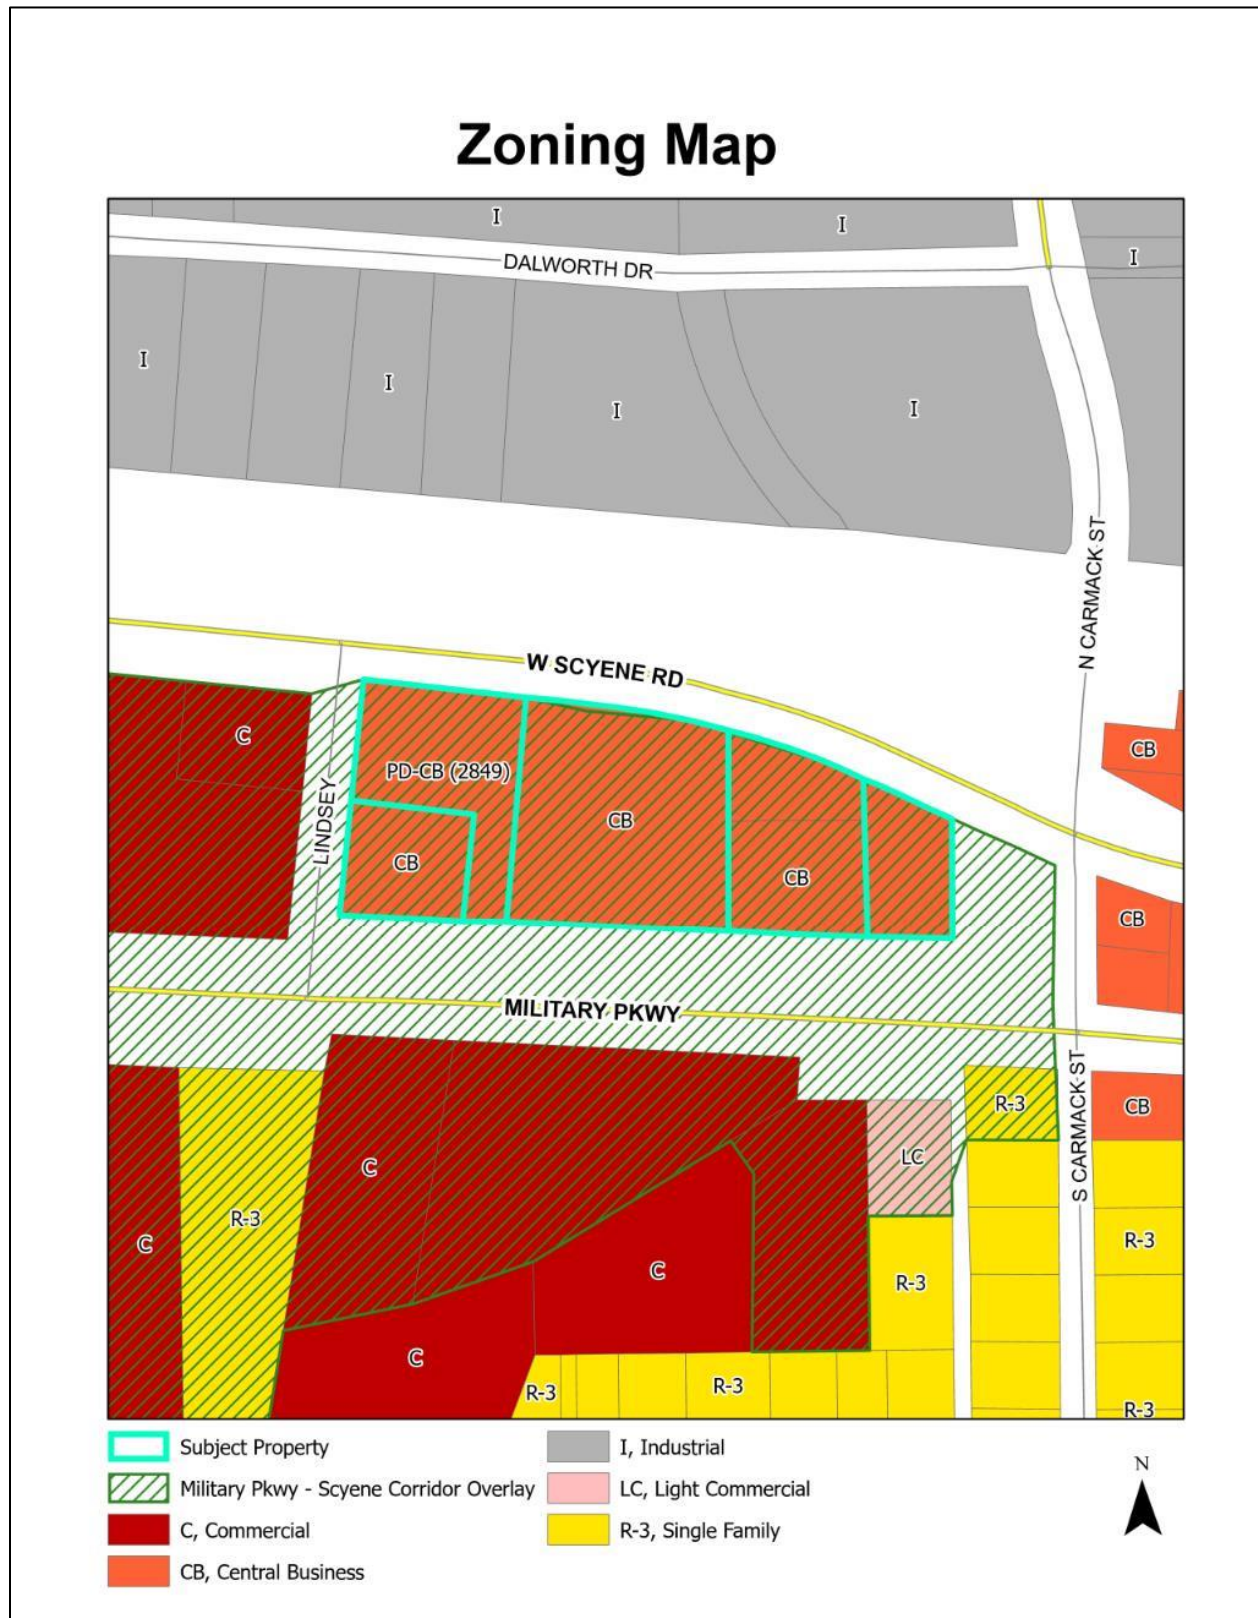 Zoning Map
I
I
I
DALWORTH DR
I
I
I
I
N CARMACK ST
W SCYENE RD
C
CB
PD-CB (2849)
LINDSEY
CB
CB
CB
CB
MILITARY PKWY
R-3
CB
S CARMACK ST
LC
C
R-3
C
R-3
C
R-3
C
R-3
R-3
R-3
Subject Property
I, Industrial
Military Pkwy - Scyene Corridor Overlay
LC, Light Commercial
C, Commercial
R-3, Single Family
CB, Central Business
N